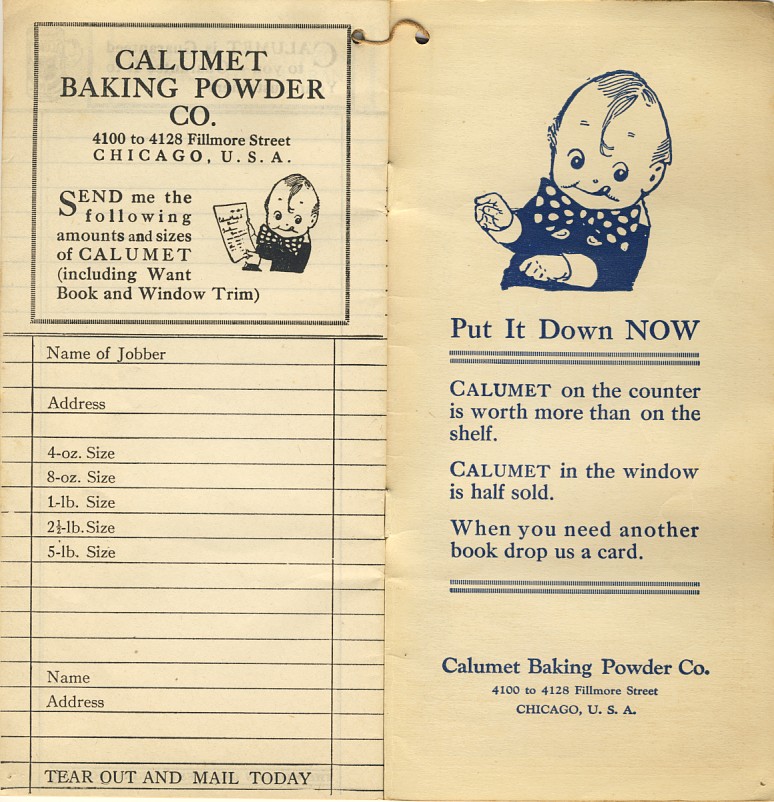 CALUMET
BAKING POWDER
CO.
4100 to 4128 Fillmore Street
CHICAGO, U. S. A.
SEND me the
following
amounts and sizes
of CALUMET
(including Want
Book and Window Trim)
Name of Jobber
Address
4-oz. Size
8-oz. Size
1-lb. Size
2½-lb. Size
5-lb. Size
Name
Address
TEAR OUT AND MAIL TODAY
Put It Down NOW
CALUMET on the counter
is worth more than on the
shelf.
CALUMET in the window
is half sold.
When you need another
book drop us a card.
Calumet Baking Powder Co.
4100 to 4128 Fillmore Street
CHICAGO, U. S. A.